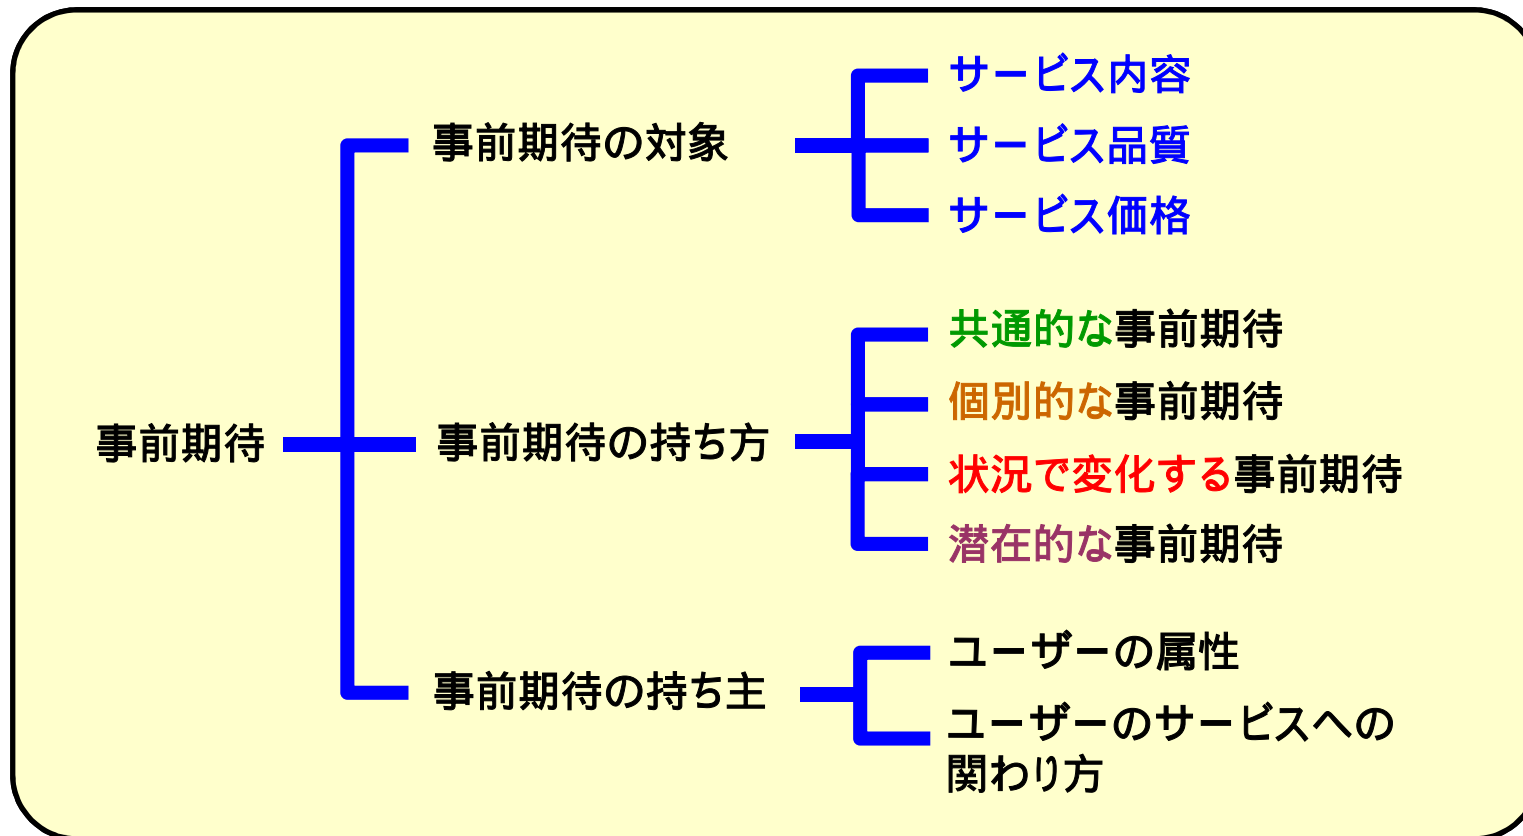 事前期待
事前期待の対象
サービス内容
サービス品質
サービス価格
事前期待の持ち方
共通的な事前期待
個別的な事前期待
状況で変化する事前期待
潜在的な事前期待
事前期待の持ち主
ユーザーの属性
ユーザーのサービスへの
関わり方